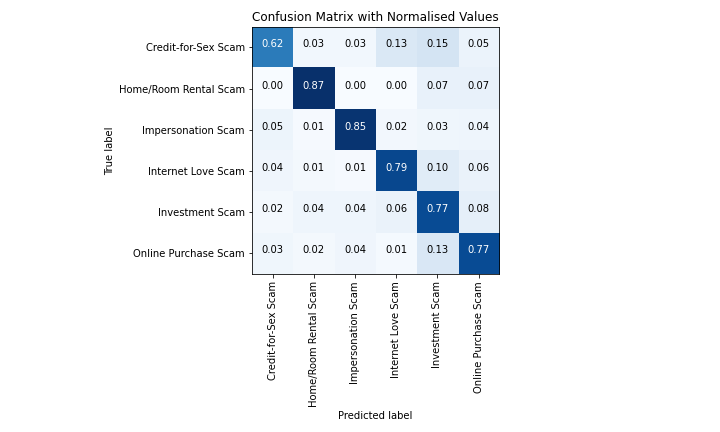 Confusion Matrix with Normalised Values
True label
Credit-for-Sex Scam 0.62 0.03 0.03 0.13 0.15 0.05
Home/Room Rental Scam 0.00 0.87 0.00 0.00 0.07 0.07
Impersonation Scam 0.05 0.01 0.85 0.02 0.03 0.04
Internet Love Scam 0.04 0.01 0.01 0.79 0.10 0.06
Investment Scam 0.02 0.04 0.04 0.06 0.77 0.08
Online Purchase Scam 0.03 0.02 0.04 0.01 0.13 0.77
Credit-for-Sex Scam
Home/Room Rental Scam
Impersonation Scam
Internet Love Scam
Investment Scam
Online Purchase Scam
Predicted label